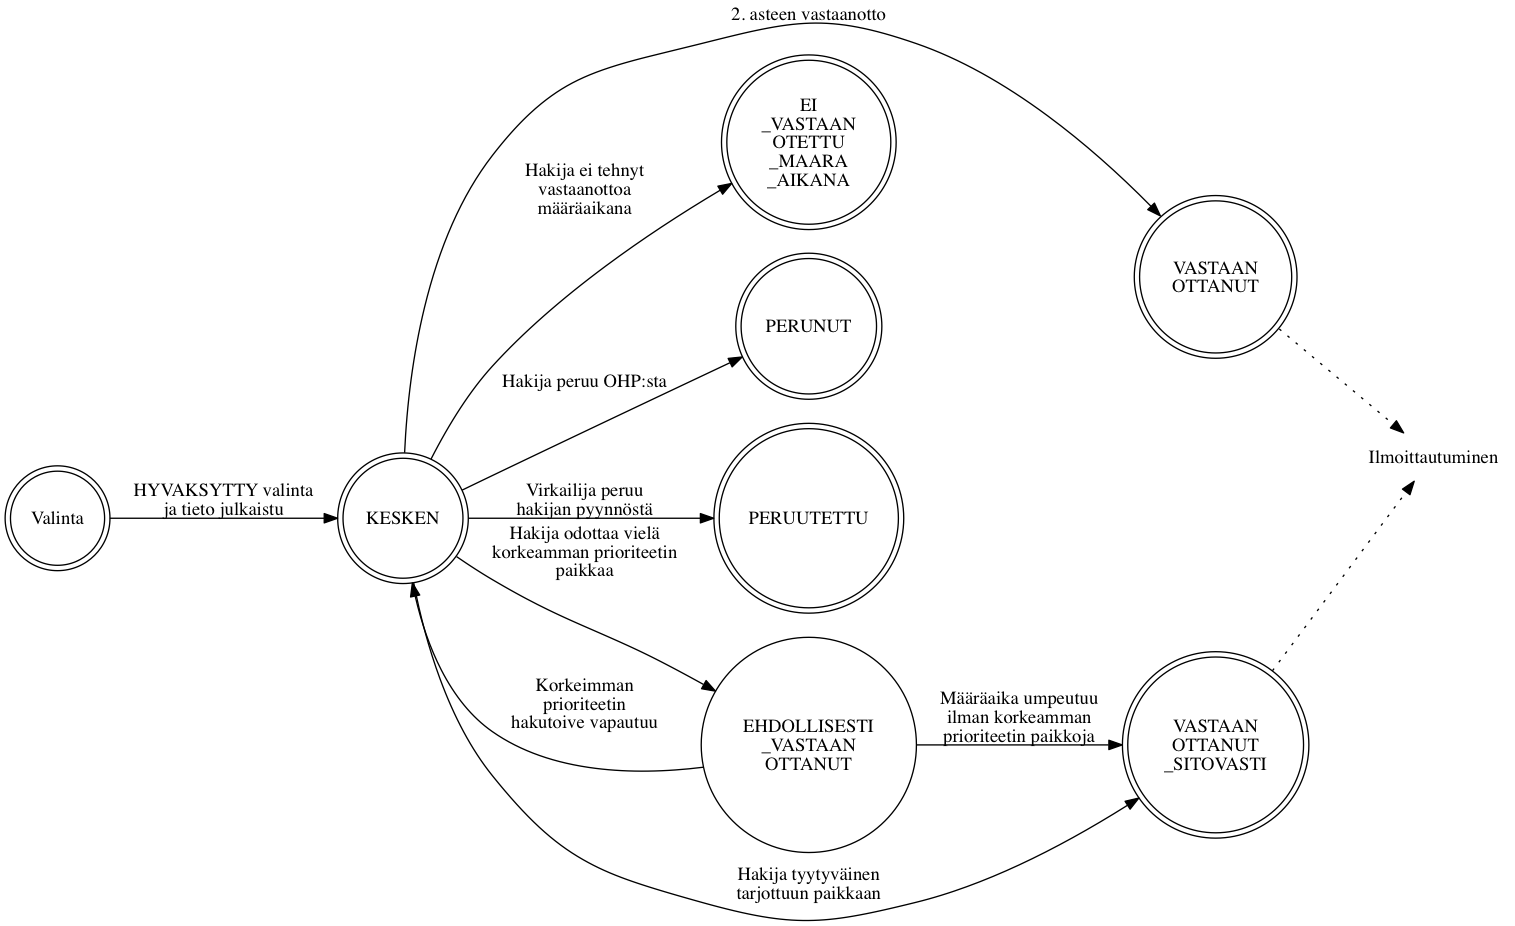 2. asteen vastaanotto
EI
_VASTAAN
OTETTU
_MAARA
_AIKANA
Hakija ei tehnyt
vastaanottoa
määräaikana
VASTAAN
OTTANUT
PERUNUT
Hakija peruu OHP:sta
Ilmoittautuminen
Valinta
HYVAKSYTTY valinta
ja tieto julkaistu
KESKEN
Virkailija peruu
hakijan pyynnöstä
PERUUTETTU
Hakija odottaa vielä
korkeamman prioriteetin
paikkaa
Korkeimman
prioriteetin
hakutoive vapautuu
EHDOLLISESTI
_VASTAAN
OTTANUT
Määräaika umpeutuu
ilman korkeamman
prioriteetin paikkoja
VASTAAN
OTTANUT
_SITOVASTI
Hakija tyytyväinen
tarjottuun paikkaan